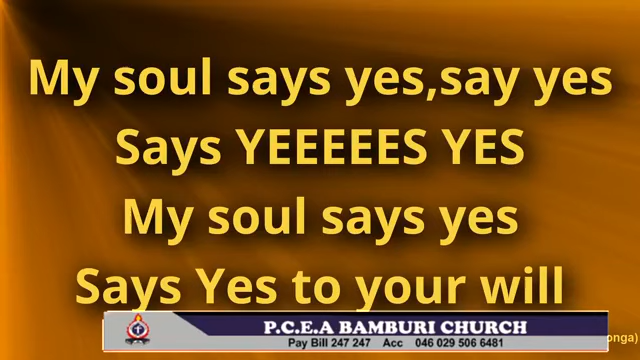 My soul says yes,say yes
Says YEEEEES YES
My soul says yes
Says Yes to your will
P.C.E.A BAMBURI CHURCH
Pay Bill 247 247 Acc 046 029 506 6481
onga)